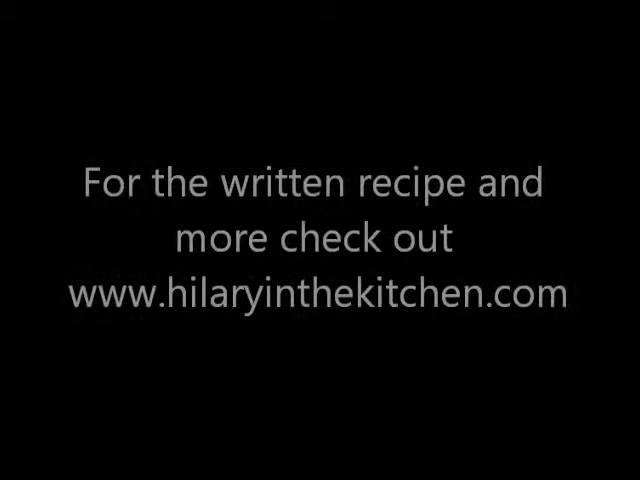 For the written recipe and
more check out
www.hilaryinthekitchen.com